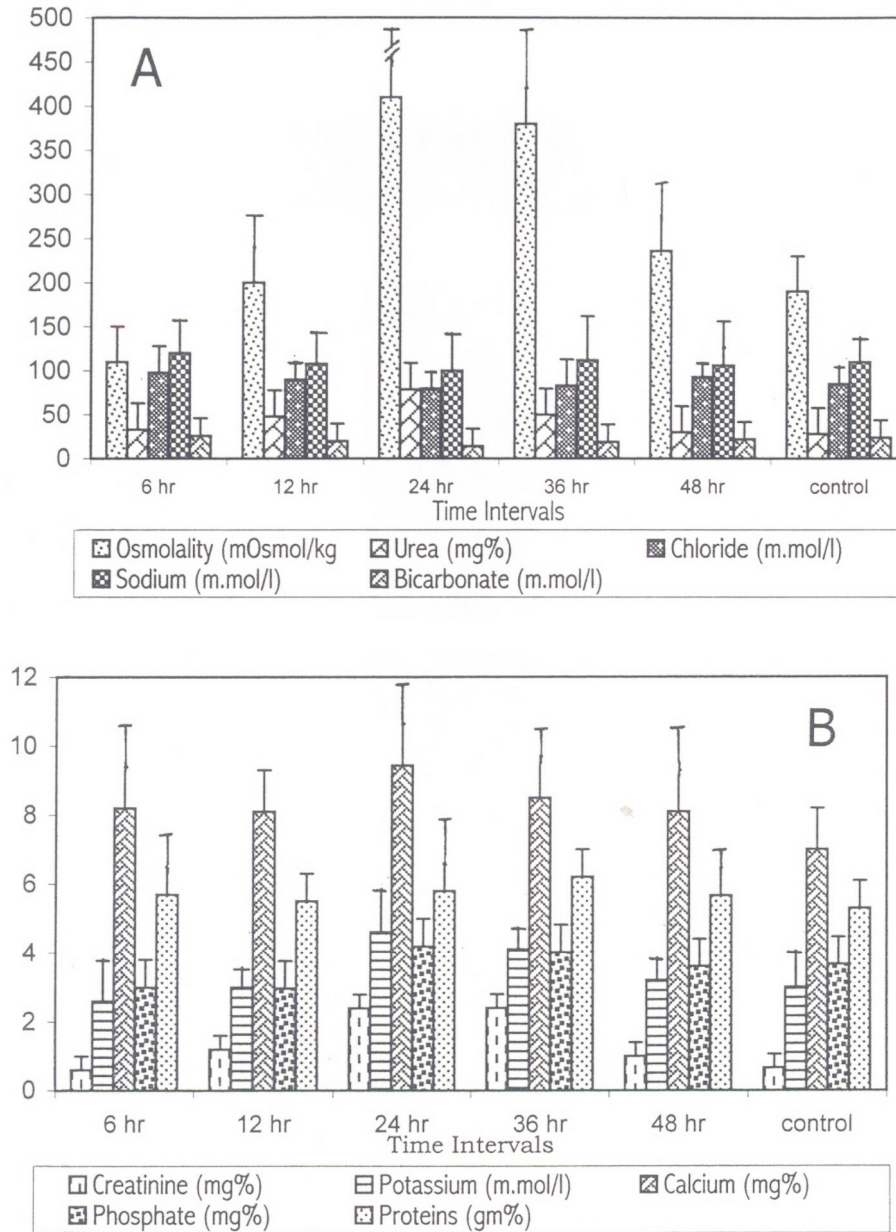 500
A
450
400
350
300
250
200
150
100
50
0
6 hr 12 hr 24 hr 36 hr 48 hr control
Time Intervals
Osmolality (mOsmol/kg Urea (mg%) Chloride (m.mol/l)
Sodium (m.mol/l) Bicarbonate (m.mol/l)
12
B
10
8
6
4
2
0
6 hr 12 hr 24 hr 36 hr 48 hr control
Time Intervals
Creatinine (mg%) Potassium (m.mol/l) Calcium (mg%)
Phosphate (mg%) Proteins (gm%)